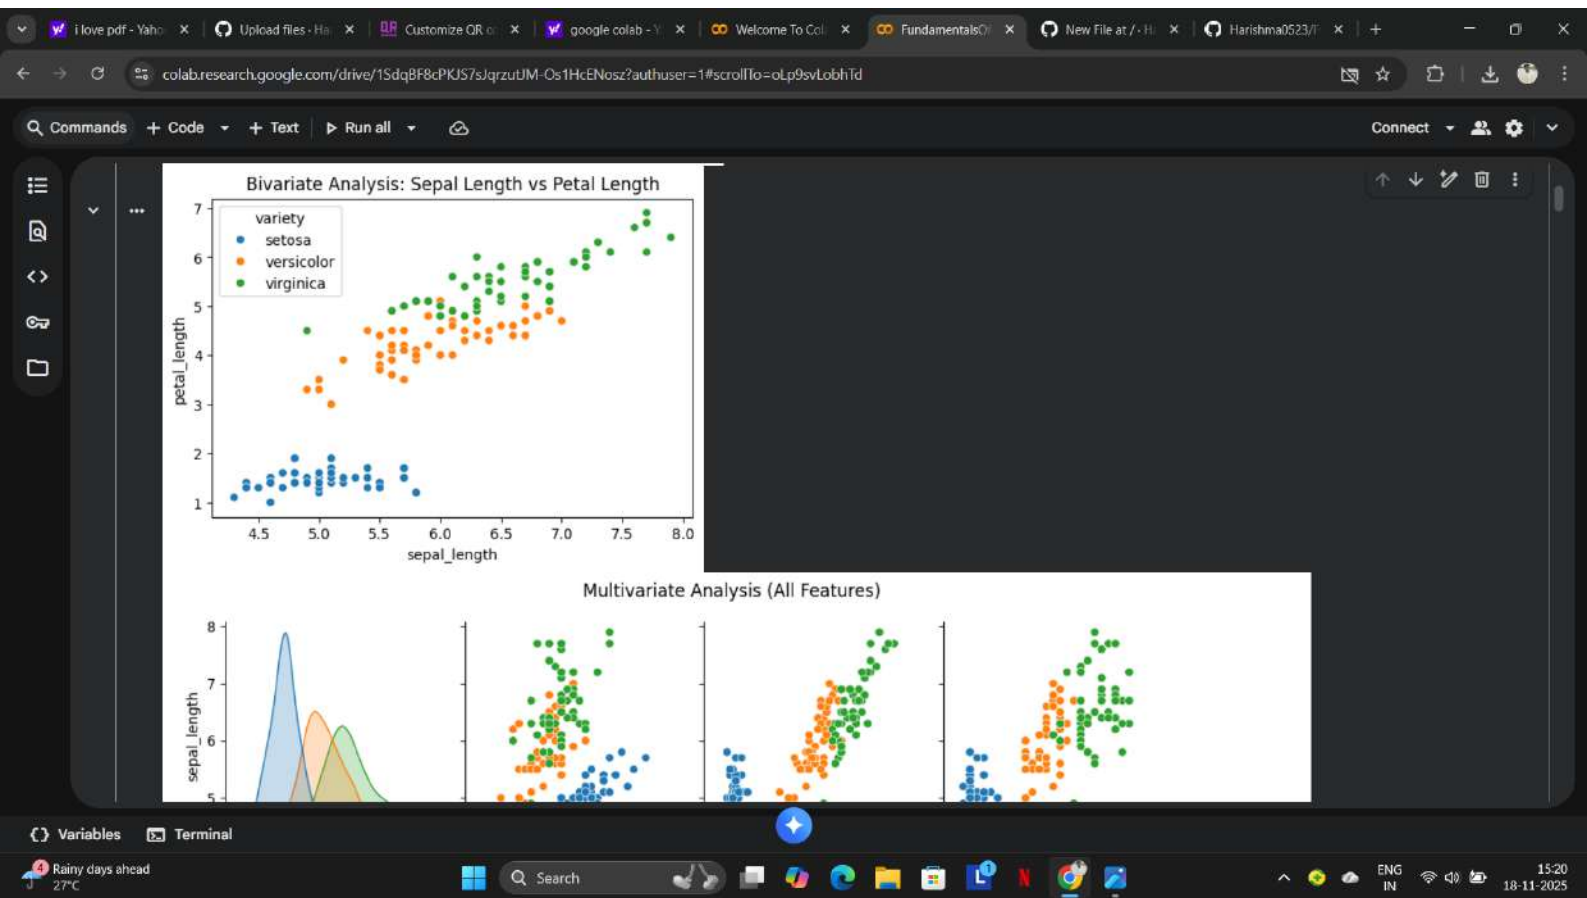 i love pdf - Yaho
Upload files · Ha
Customize QR
google colab -
Welcome To Col
FundamentalsOf
New File at / · H
Harishma0523/
colab.research.google.com/drive/1SdqBF8cPKJS7sJqrzutJM-Os1HcENosz?authuser=1#scrollTo=oLp9svLobhTd
Commands + Code + Text Run all
Connect
Bivariate Analysis: Sepal Length vs Petal Length
variety
setosa
versicolor
virginica
7
6
5
4
3
2
1
petal_length
4.5 5.0 5.5 6.0 6.5 7.0 7.5 8.0
sepal_length
Multivariate Analysis (All Features)
8
7
6
5
sepal_length
Variables Terminal
4
Rainy days ahead
27°C
Search
1
ENG
IN
15:20
18-11-2025